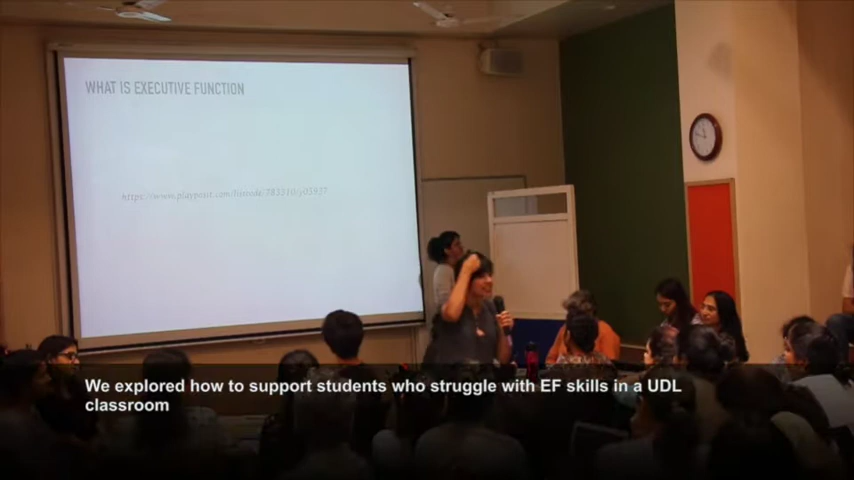 WHAT IS EXECUTIVE FUNCTION
We explored how to support students who struggle with EF skills in a UDL
classroom